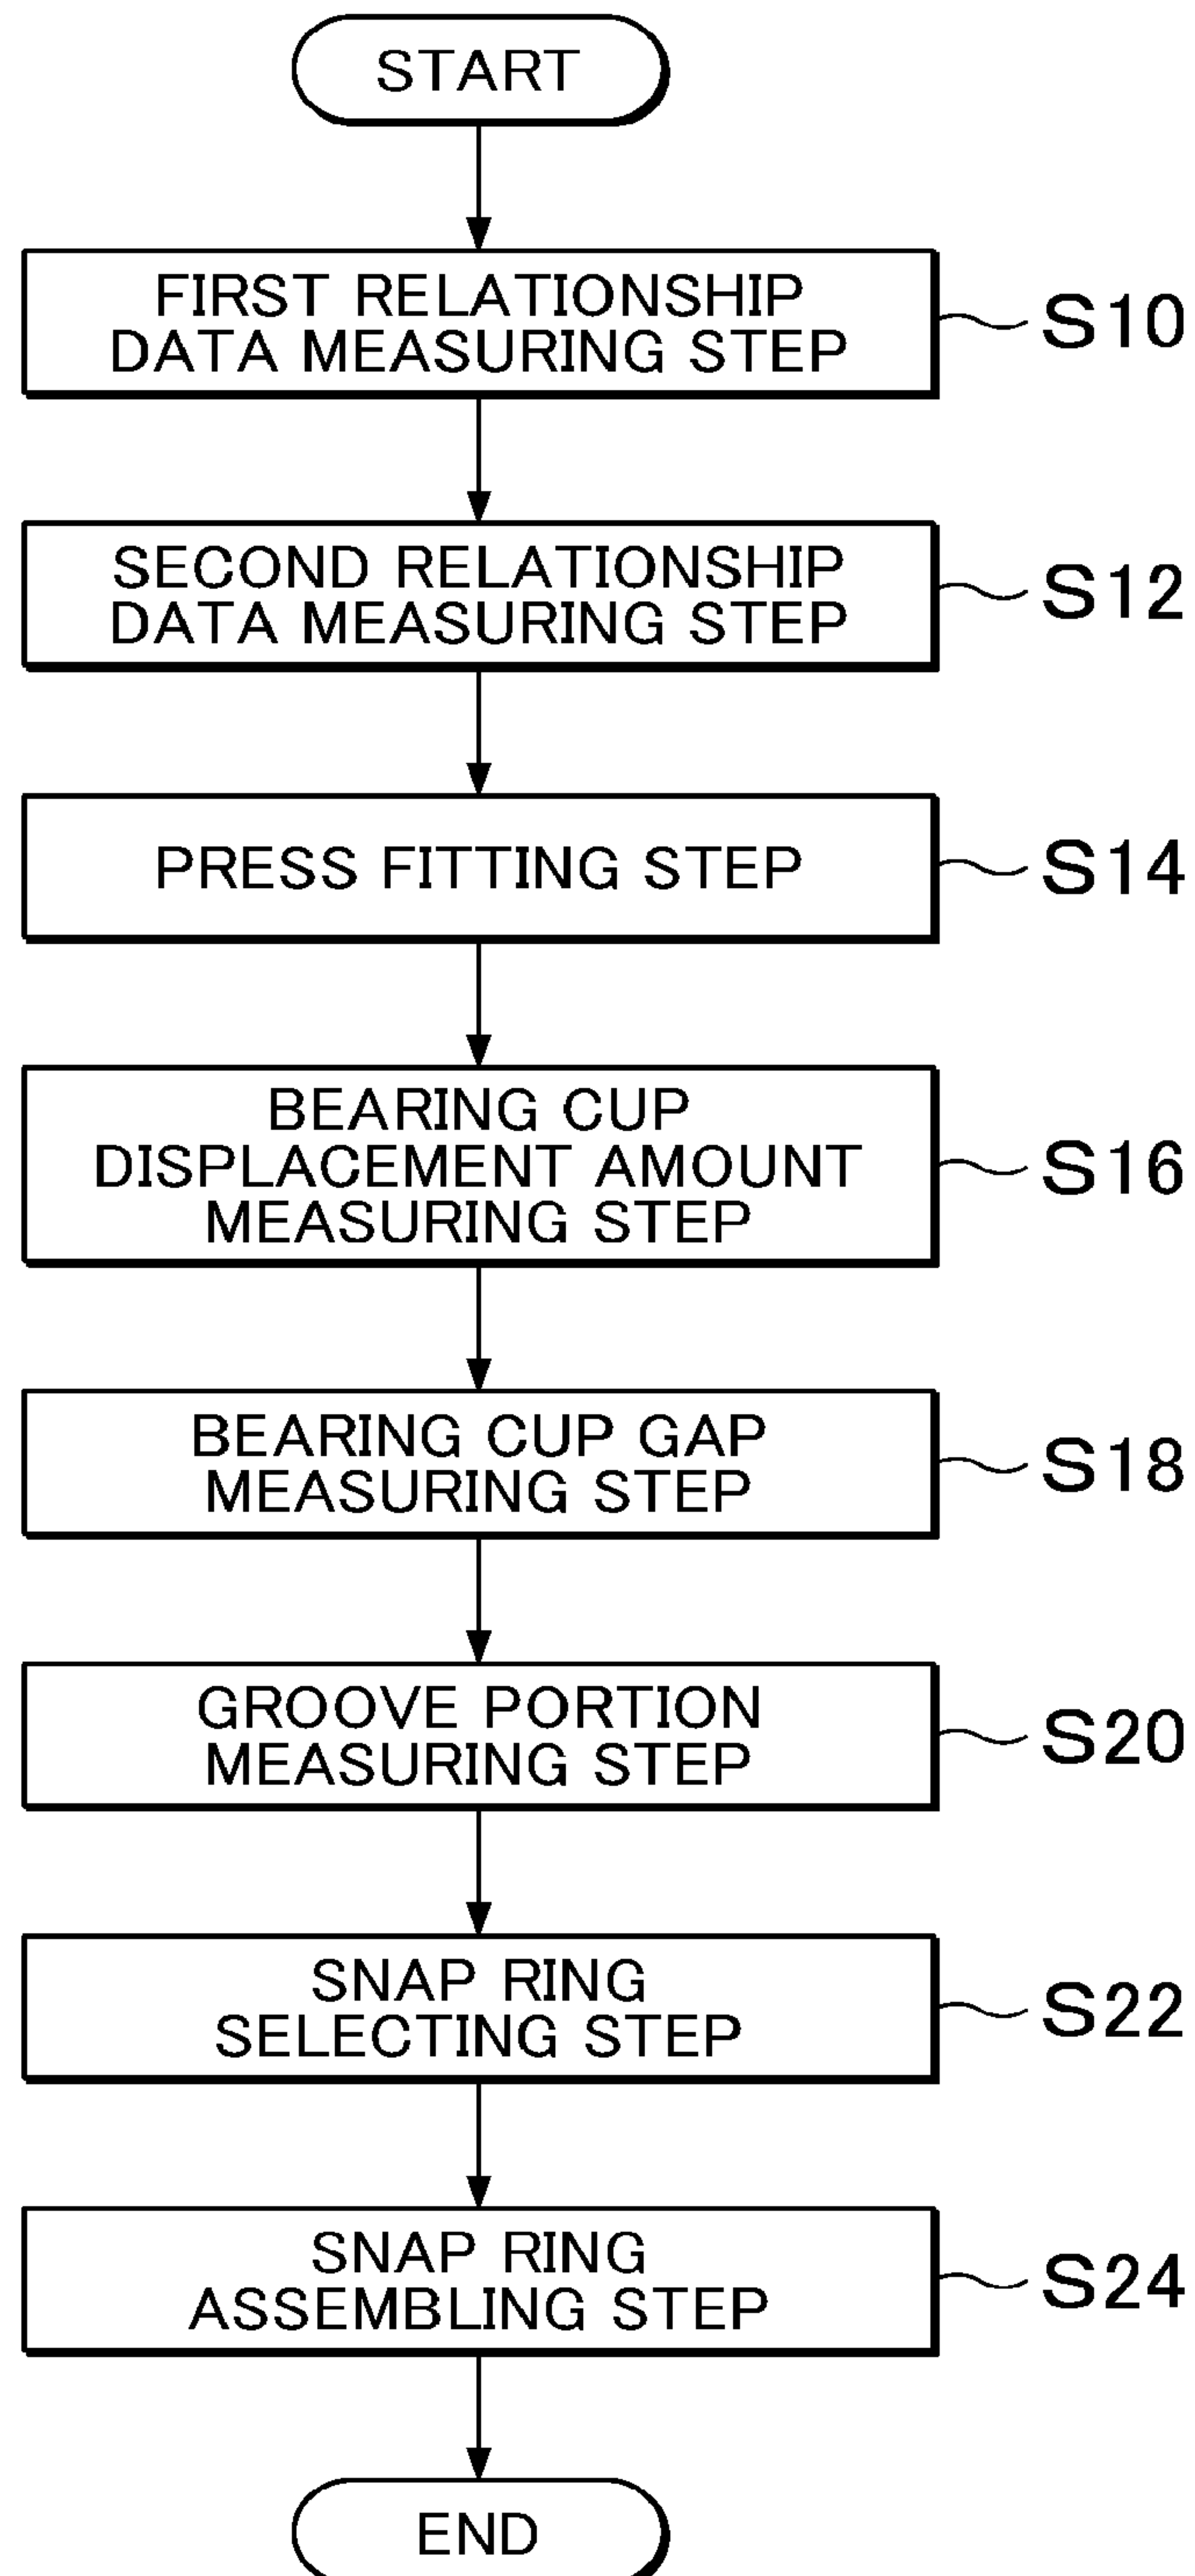 START
FIRST RELATIONSHIP
DATA MEASURING STEP
S10
SECOND RELATIONSHIP
DATA MEASURING STEP
S12
PRESS FITTING STEP
S14
BEARING CUP
DISPLACEMENT AMOUNT
MEASURING STEP
S16
BEARING CUP GAP
MEASURING STEP
S18
GROOVE PORTION
MEASURING STEP
S20
SNAP RING
SELECTING STEP
S22
SNAP RING
ASSEMBLING STEP
S24
END